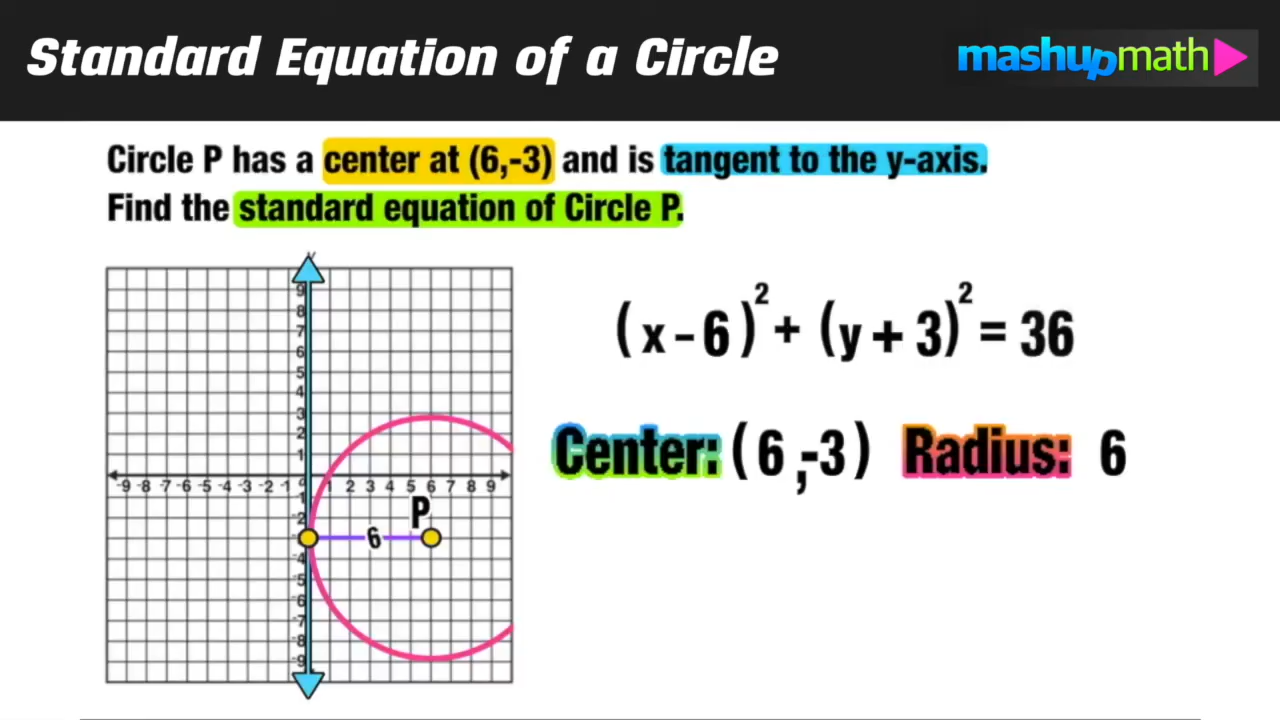 Standard Equation of a Circle
mashupmath
Circle P has a center at (6,-3) and is tangent to the y-axis.
Find the standard equation of Circle P.
(x - 6)² + (y + 3)² = 36
Center: (6,-3) Radius: 6
y
9
8
7
6
5
4
3
2
1
-9 -8 -7 -6 -5 -4 -3 -2 -1 0 1 2 3 4 5 6 7 8 9
-1
-2
P
6
-4
-5
-6
-7
-8
-9